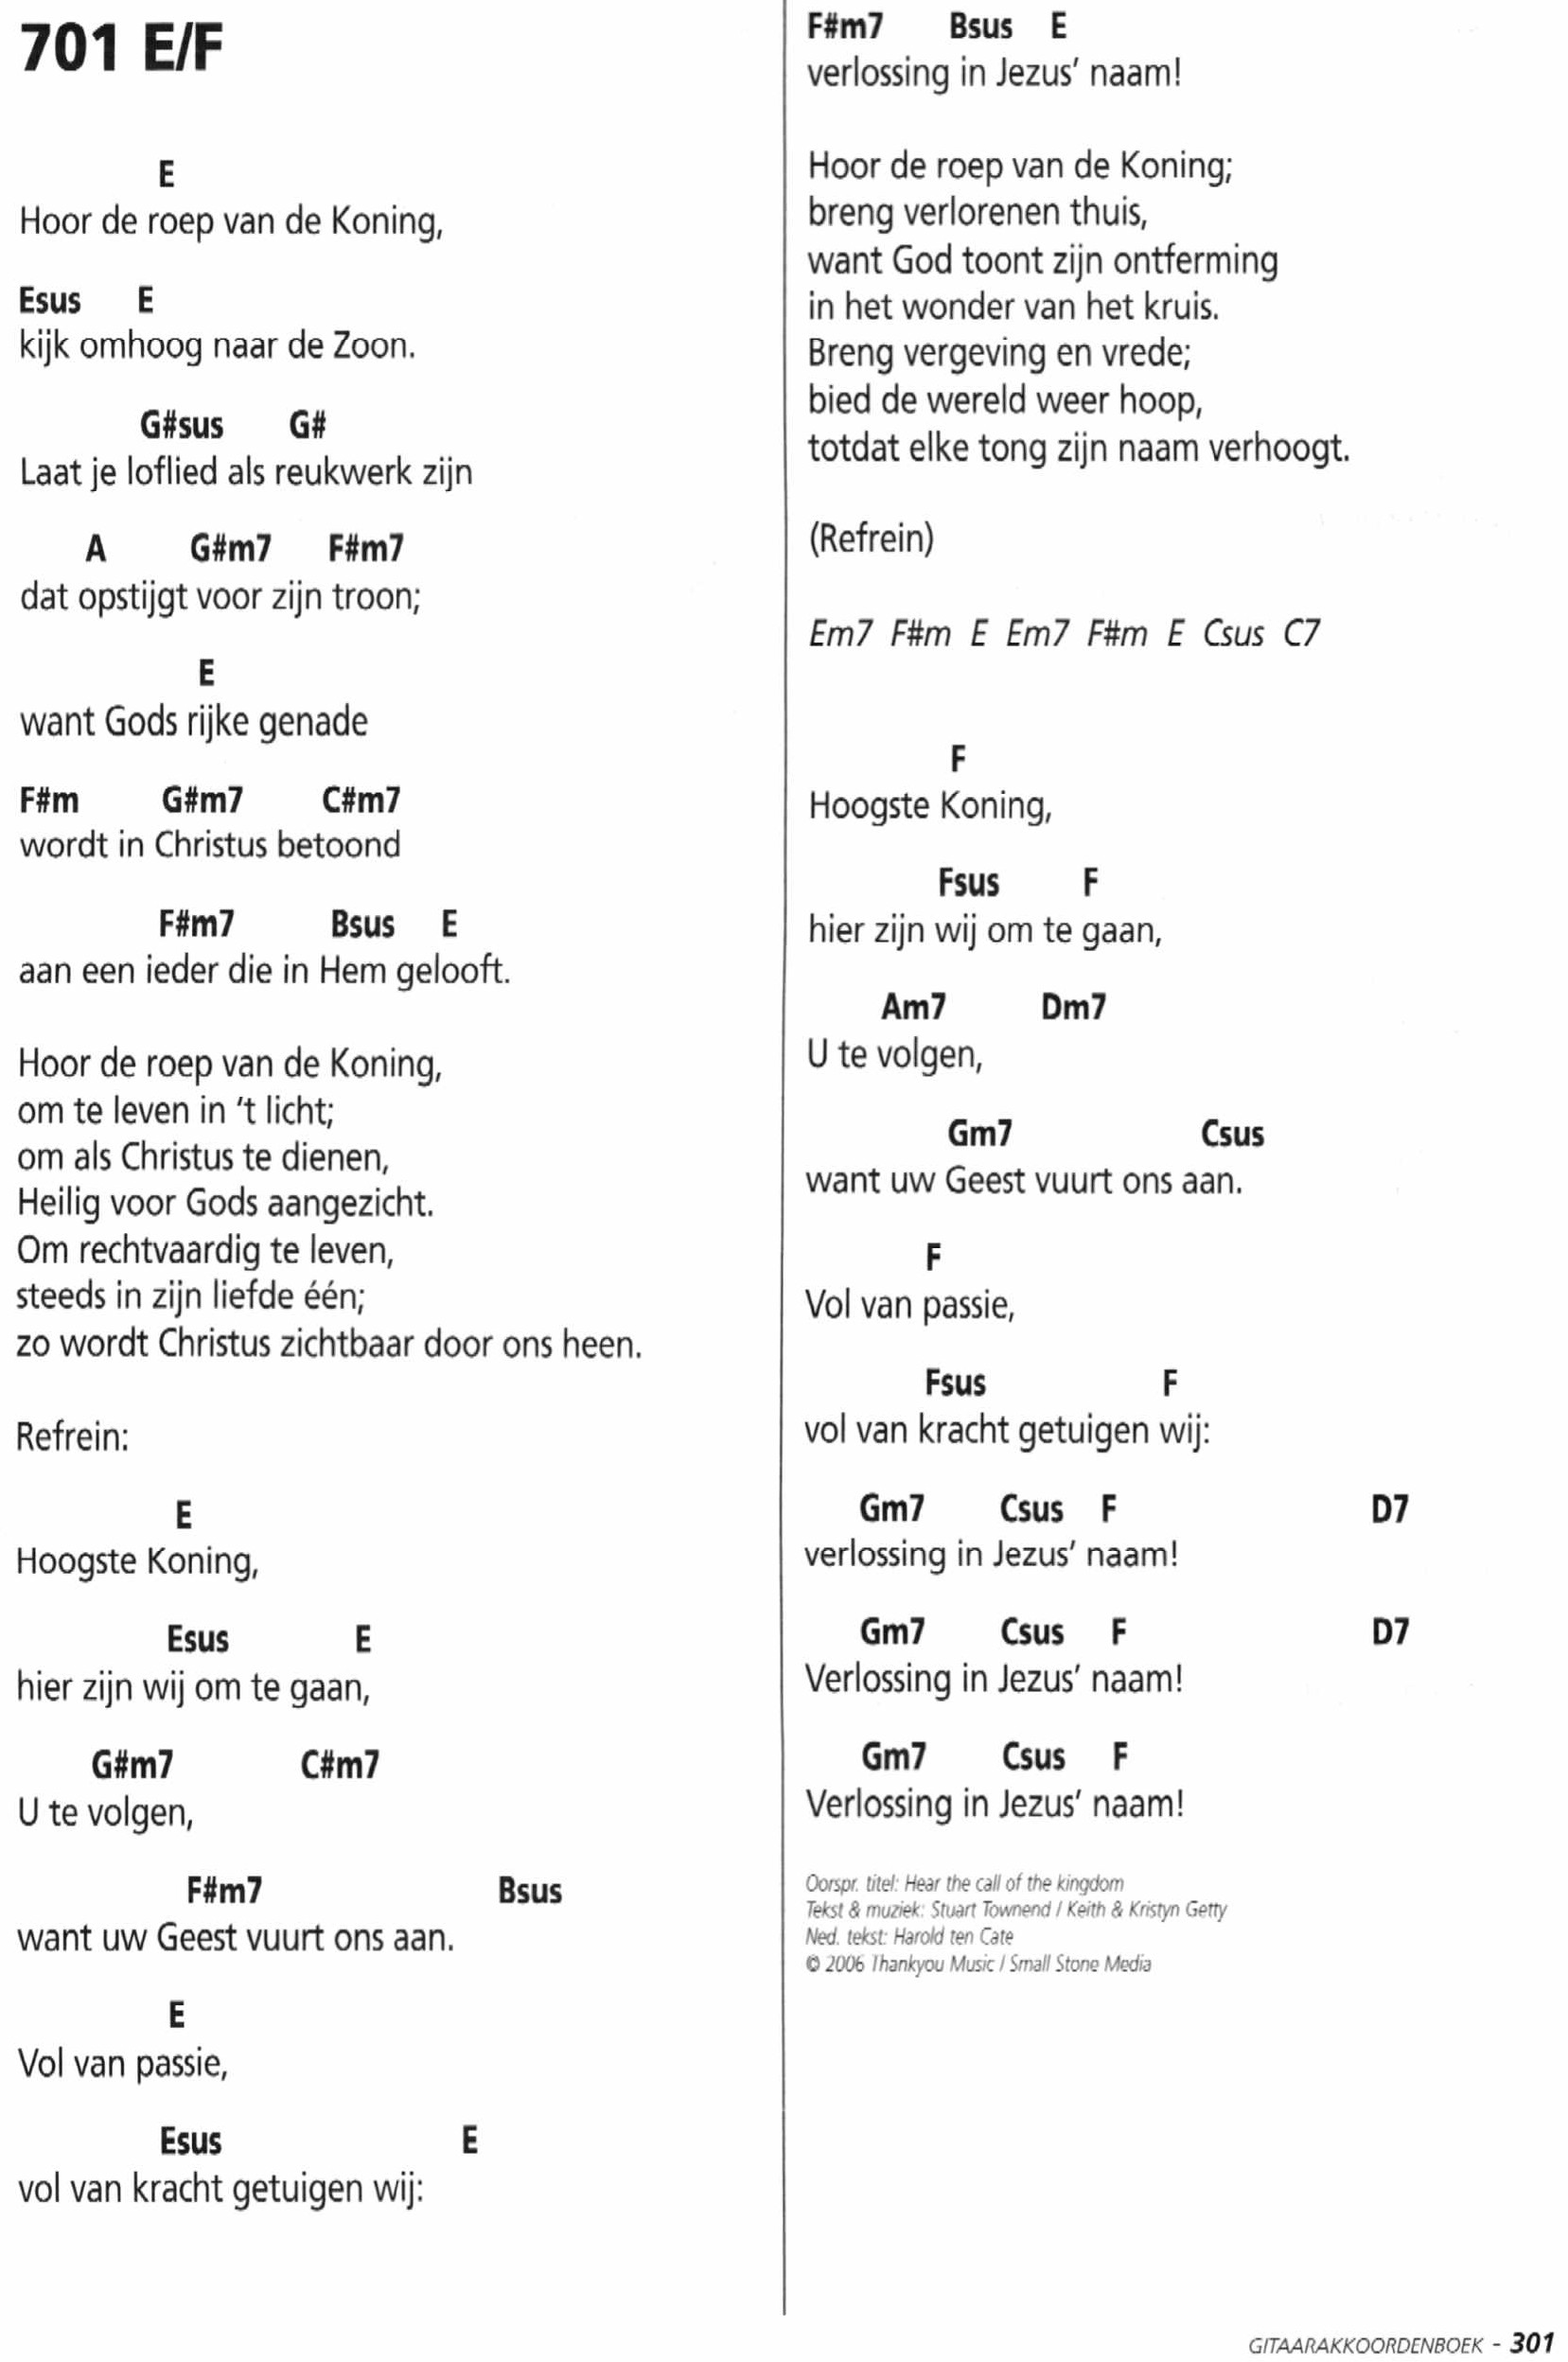 701 E/F
E
Hoor de roep van de Koning,
Esus E
kijk omhoog naar de Zoon.
G#sus G#
Laat je loflied als reukwerk zijn
A G#m7 F#m7
dat opstijgt voor zijn troon;
E
want Gods rijke genade
F#m G#m7 C#m7
wordt in Christus betoond
F#m7 Bsus E
aan een ieder die in Hem gelooft.
Hoor de roep van de Koning,
om te leven in ‘t licht;
om als Christus te dienen,
Heilig voor Gods aangezicht.
Om rechtvaardig te leven,
steeds in zijn liefde één;
zo wordt Christus zichtbaar door ons heen.
Refrein:
E
Hoogste Koning,
Esus E
hier zijn wij om te gaan,
G#m7 C#m7
U te volgen,
F#m7 Bsus
want uw Geest vuurt ons aan.
E
Vol van passie,
Esus E
vol van kracht getuigen wij:
F#m7 Bsus E
verlossing in Jezus’ naam!
Hoor de roep van de Koning;
breng verlorenen thuis,
want God toont zijn ontferming
in het wonder van het kruis.
Breng vergeving en vrede;
bied de wereld weer hoop,
totdat elke tong zijn naam verhoogt.
(Refrein)
Em7 F#m E Em7 F#m E Csus C7
F
Hoogste Koning,
Fsus F
hier zijn wij om te gaan,
Am7 Dm7
U te volgen,
Gm7 Csus
want uw Geest vuurt ons aan.
F
Vol van passie,
Fsus F
vol van kracht getuigen wij:
Gm7 Csus F D7
verlossing in Jezus’ naam!
Gm7 Csus F D7
Verlossing in Jezus’ naam!
Gm7 Csus F
Verlossing in Jezus’ naam!
Oorspr. titel: Hear the call of the kingdom
Tekst & muziek: Stuart Townend / Keith & Kristyn Getty
Ned. tekst: Harold ten Cate
© 2006 Thankyou Music / Small Stone Media
GITAARAKKOORDENBOEK - 301